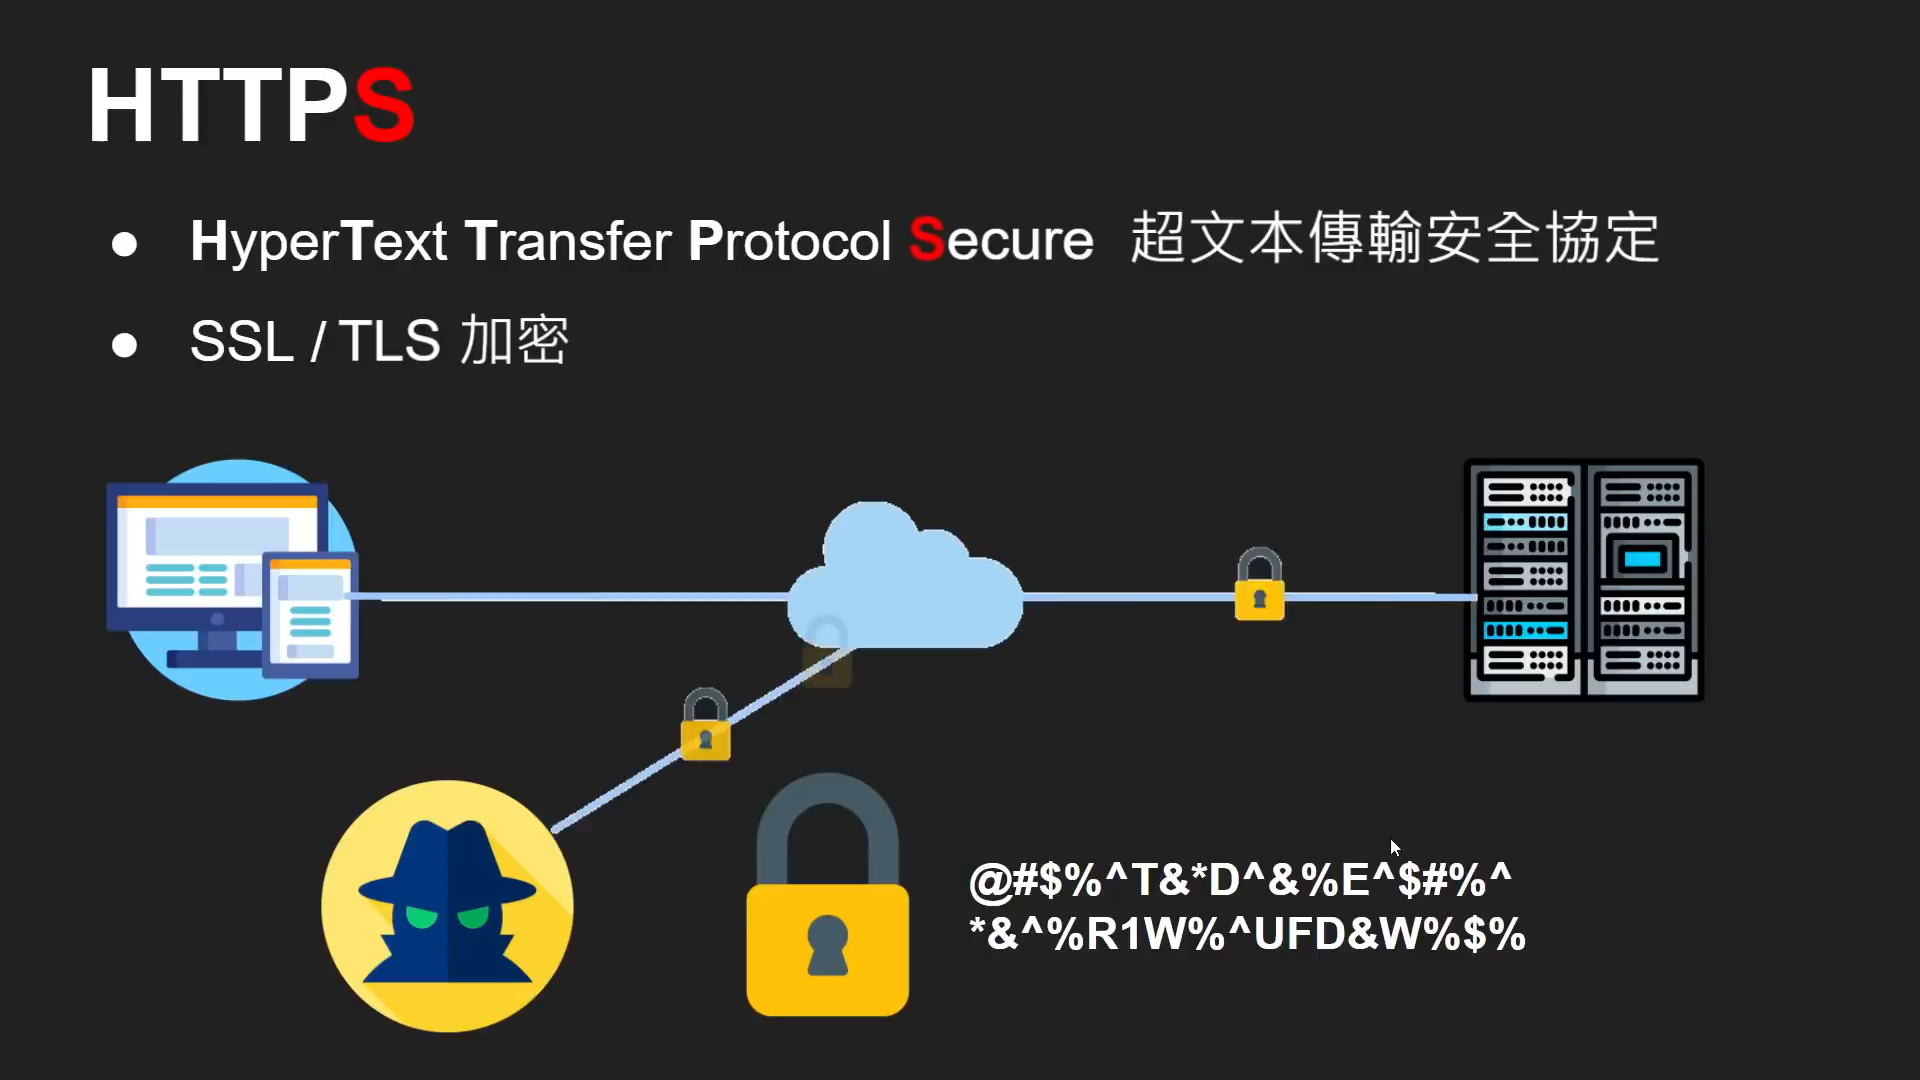 HTTPS
HyperText Transfer Protocol Secure 超文本傳輸安全協定
SSL / TLS 加密
@#$%^T&*D^&%E^$#%^
*&^%R1W%^UFD&W%$%